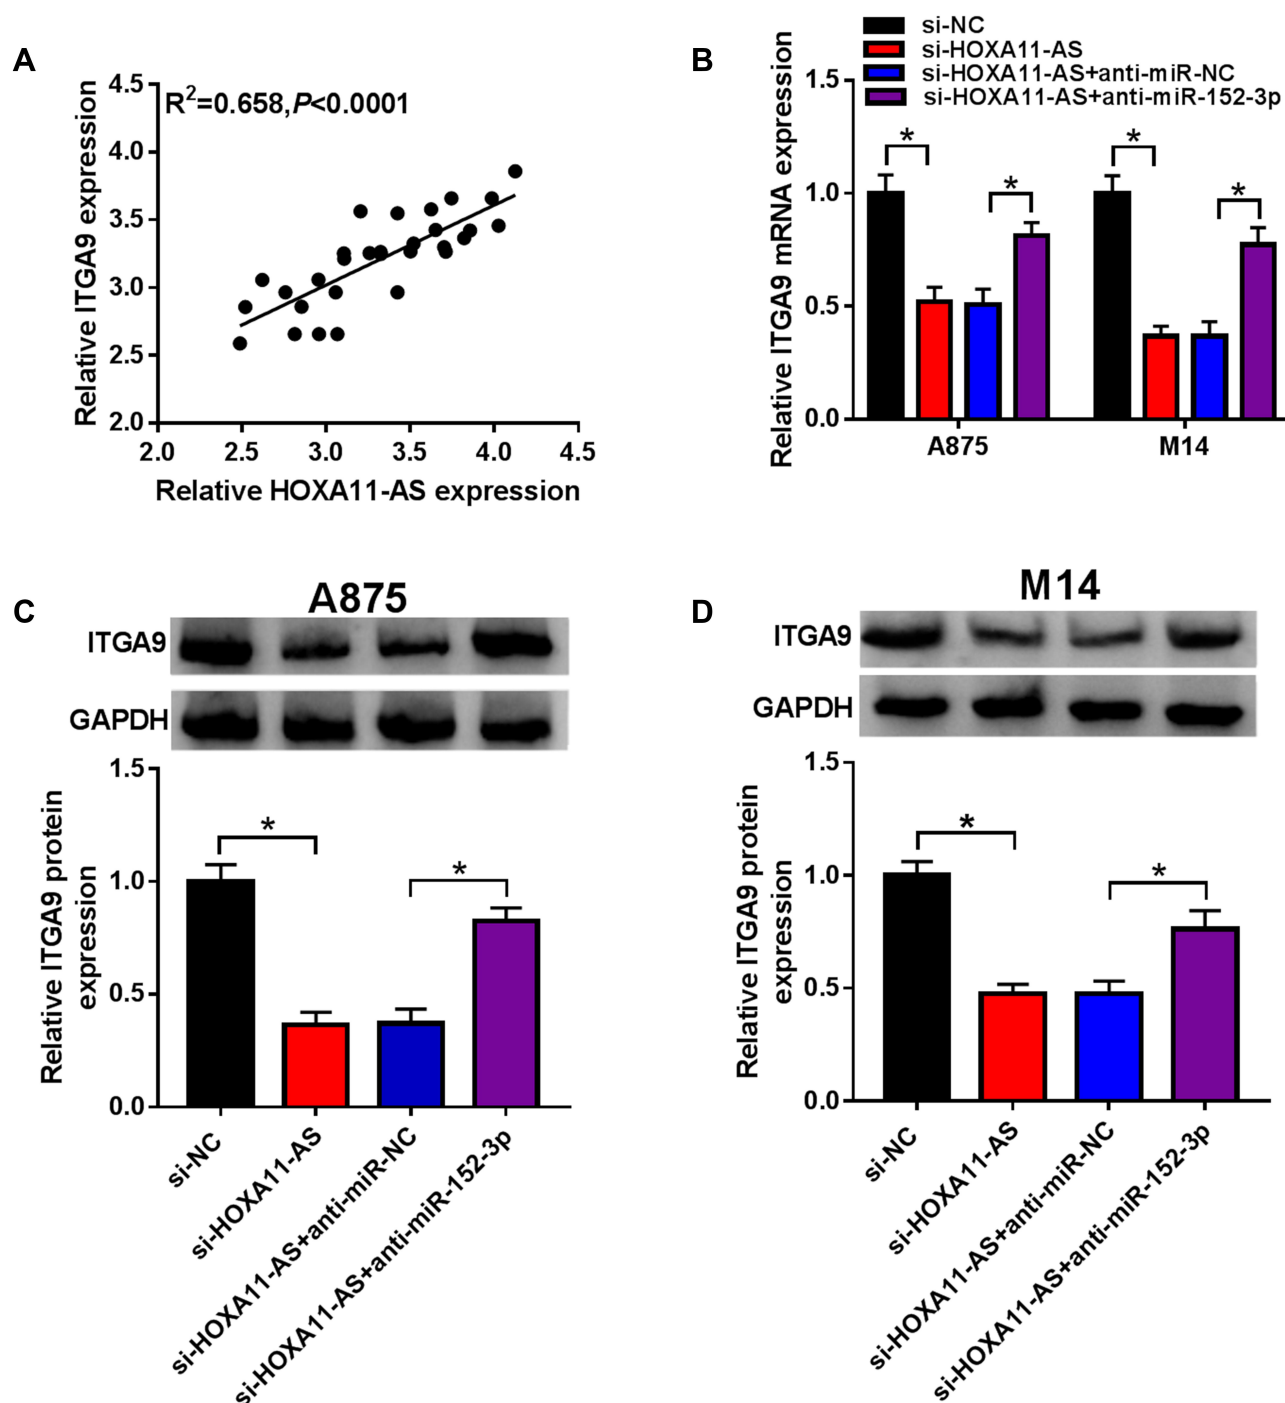 A
4.5
4.0
3.5
3.0
2.5
2.0
R²=0.658,P<0.0001
Relative ITGA9 expression
2.0 2.5 3.0 3.5 4.0 4.5
Relative HOXA11-AS expression
B
si-NC
si-HOXA11-AS
si-HOXA11-AS+anti-miR-NC
si-HOXA11-AS+anti-miR-152-3p
Relative ITGA9 mRNA expression
1.5
1.0
0.5
0.0
* * * *
A875 M14
C
A875
ITGA9
GAPDH
Relative ITGA9 protein
expression
1.5
1.0
0.5
0.0
* *
si-NC
si-HOXA11-AS
si-HOXA11-AS+anti-miR-NC
si-HOXA11-AS+anti-miR-152-3p
D
M14
ITGA9
GAPDH
Relative ITGA9 protein
expression
1.5
1.0
0.5
0.0
* *
si-NC
si-HOXA11-AS
si-HOXA11-AS+anti-miR-NC
si-HOXA11-AS+anti-miR-152-3p